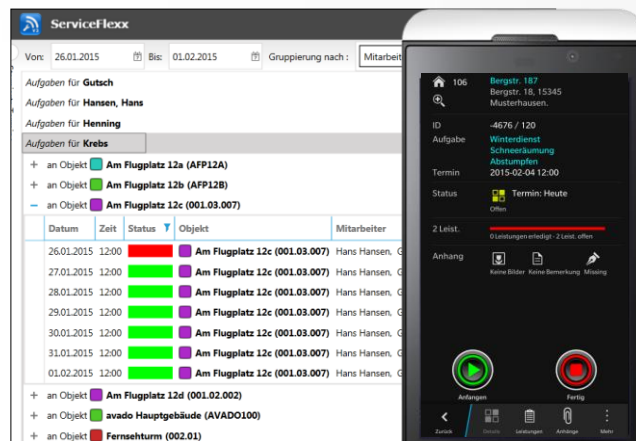 ServiceFlexx
Von: 26.01.2015 Bis: 01.02.2015 Gruppierung nach : Mitarbeit
Aufgaben für Gutsch
Aufgaben für Hansen, Hans
Aufgaben für Henning
Aufgaben für Krebs
+ an Objekt Am Flugplatz 12a (AFP12A)
+ an Objekt Am Flugplatz 12b (AFP12B)
− an Objekt Am Flugplatz 12c (001.03.007)
Datum Zeit Status Objekt Mitarbeiter
26.01.2015 12:00 Am Flugplatz 12c (001.03.007) Hans Hansen, G
27.01.2015 12:00 Am Flugplatz 12c (001.03.007) Hans Hansen, G
28.01.2015 12:00 Am Flugplatz 12c (001.03.007) Hans Hansen, G
29.01.2015 12:00 Am Flugplatz 12c (001.03.007) Hans Hansen, G
30.01.2015 12:00 Am Flugplatz 12c (001.03.007) Hans Hansen, G
31.01.2015 12:00 Am Flugplatz 12c (001.03.007) Hans Hansen, G
01.02.2015 12:00 Am Flugplatz 12c (001.03.007) Hans Hansen, G
+ an Objekt Am Flugplatz 12d (001.02.002)
+ an Objekt avado Hauptgebäude (AVADO100)
+ an Objekt Fernsehturm (002.01)
106 Bergstr. 187
Bergstr. 18, 15345
Musterhausen.
ID -4676 / 120
Aufgabe Winterdienst
Schneeräumung
Abstumpfen
Termin 2015-02-04 12:00
Status Termin: Heute
Offen
2 Leist.
0 Leistungen erledigt - 2 Leist. offen
Anhang
Keine Bilder Keine Bemerkung Missing
Anfangen Fertig
Zurück Details Leistungen Anhänge Mehr